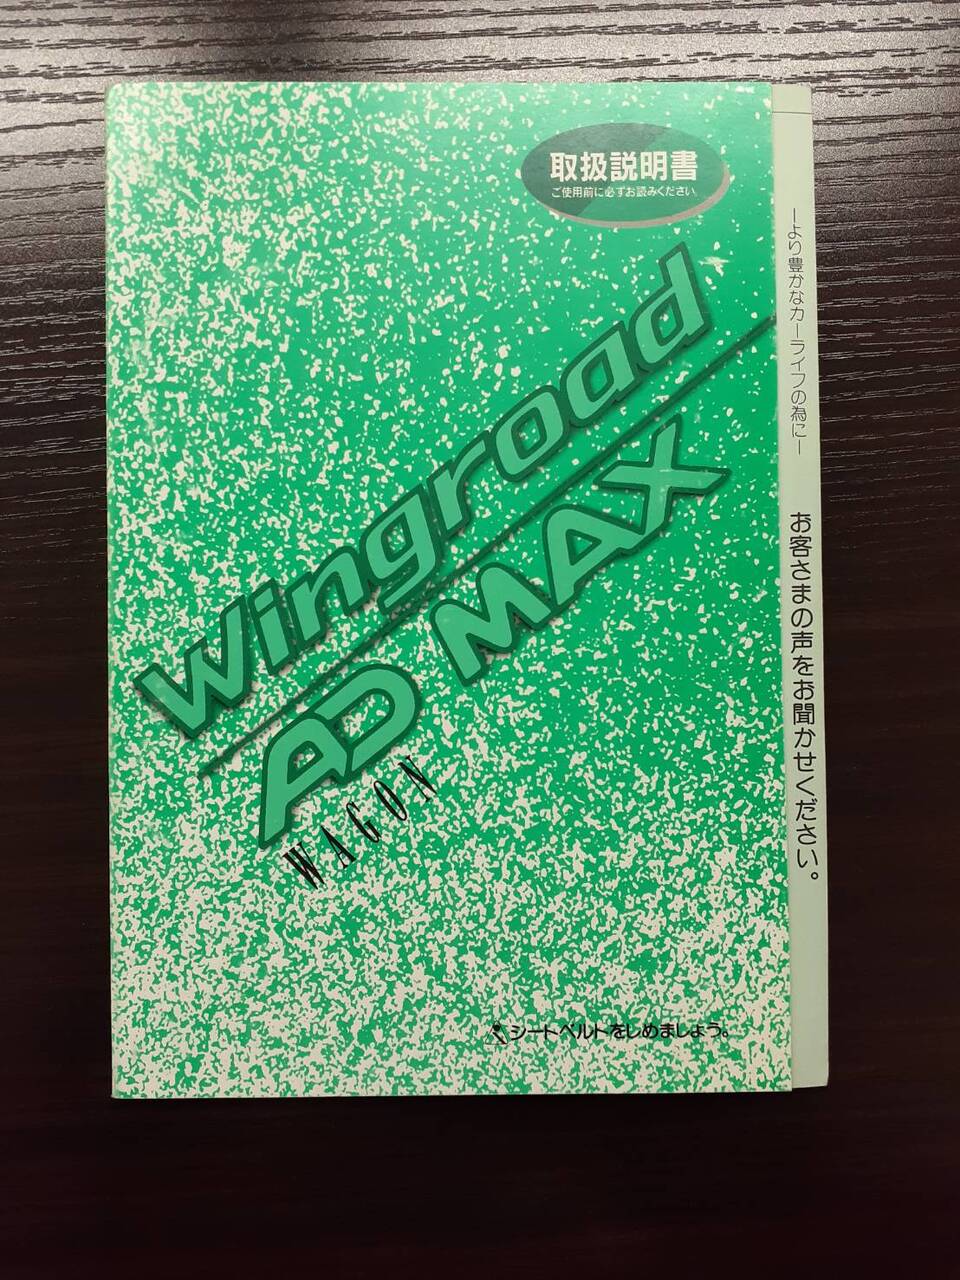 取扱説明書
ご使用前に必ずお読みください
Wingroad
AD MAX
WAGON
シートベルトをしめましょう。
―より豊かなカーライフの為に―
お客さまの声をお聞かせください。